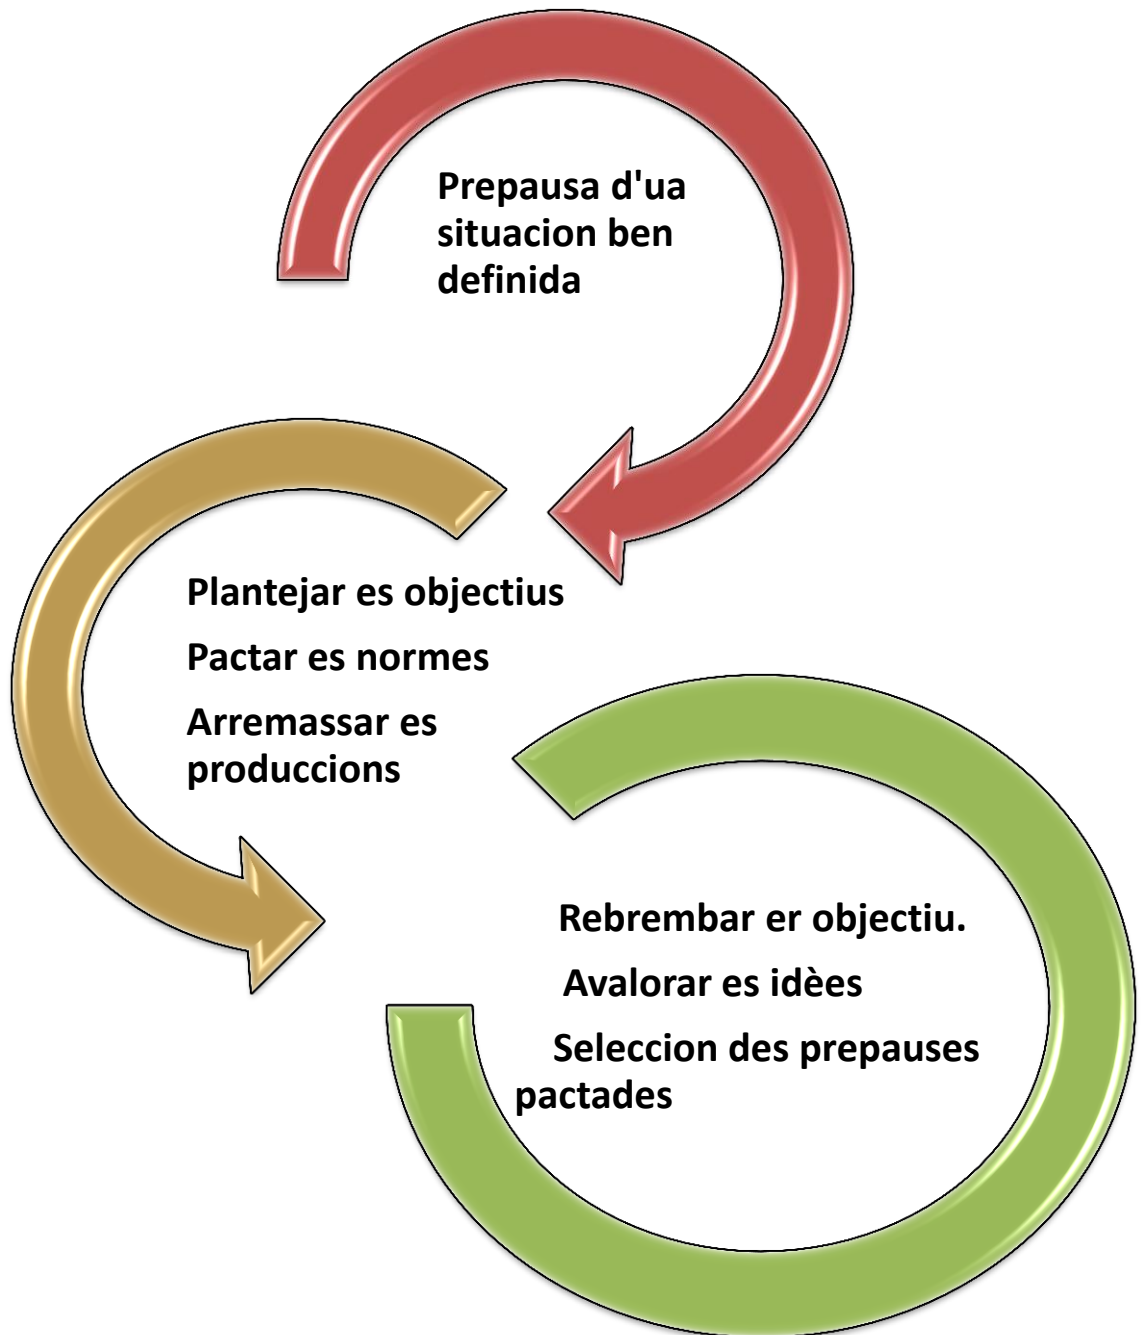 Prepausa d'ua
situacion ben
definida
Plantejar es objectius
Pactar es normes
Arremassar es
produccions
Rebrembar er objectiu.
Avalorar es idèes
Seleccion des prepauses
pactades